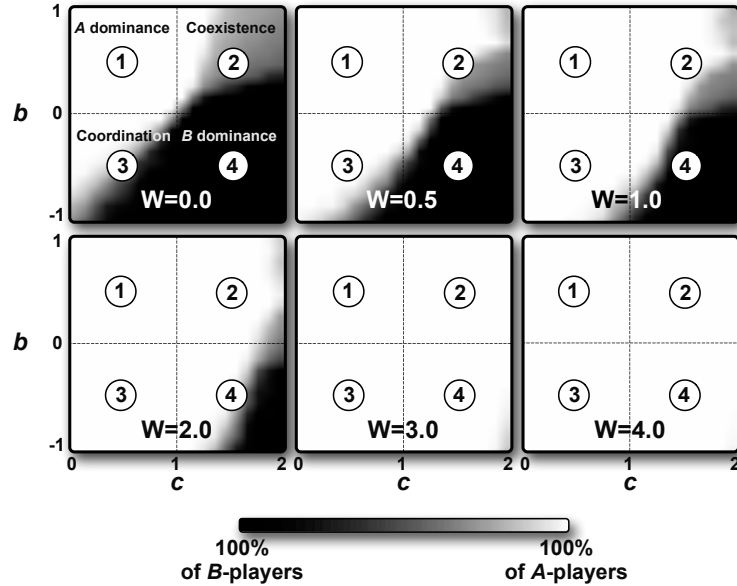 1
A dominance
Coexistence
1
2
b
0
Coordination
B dominance
3
4
W=0.0
-1
1
2
3
4
W=0.5
1
2
3
4
W=1.0
1
1
2
b
0
3
4
W=2.0
-1
0
1
2
c
1
2
3
4
W=3.0
0
1
2
c
1
2
3
4
W=4.0
0
1
2
c
100%
of B-players
100%
of A-players